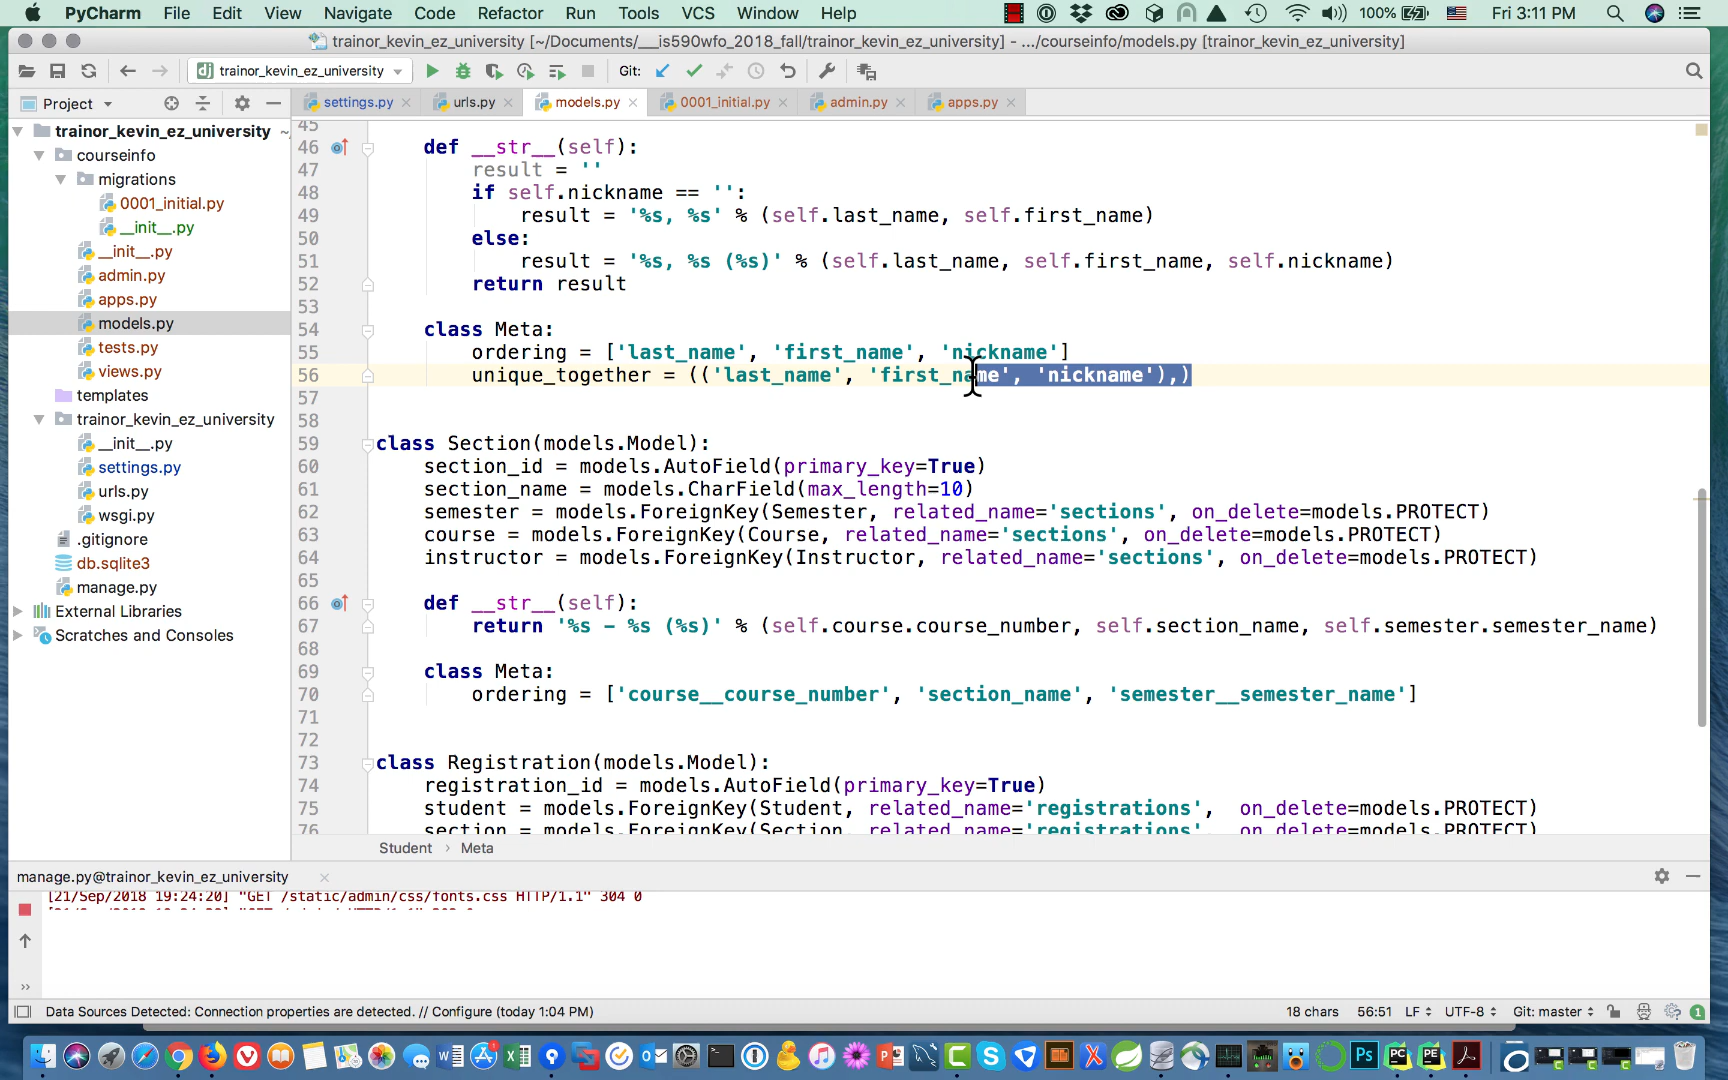 PyCharm File Edit View Navigate Code Refactor Run Tools VCS Window Help 100% Fri 3:11 PM
trainor_kevin_ez_university [~/Documents/__is590wfo_2018_fall/trainor_kevin_ez_university] - .../courseinfo/models.py [trainor_kevin_ez_university]
trainor_kevin_ez_university Git:
Project settings.py urls.py models.py 0001_initial.py admin.py apps.py
trainor_kevin_ez_university ~
courseinfo
migrations
0001_initial.py
__init__.py
__init__.py
admin.py
apps.py
models.py
tests.py
views.py
templates
trainor_kevin_ez_university
__init__.py
settings.py
urls.py
wsgi.py
.gitignore
db.sqlite3
manage.py
External Libraries
Scratches and Consoles
45
46 def __str__(self):
47 result = ''
48 if self.nickname == '':
49 result = '%s, %s' % (self.last_name, self.first_name)
50 else:
51 result = '%s, %s (%s)' % (self.last_name, self.first_name, self.nickname)
52 return result
53
54 class Meta:
55 ordering = ['last_name', 'first_name', 'nickname']
56 unique_together = (('last_name', 'first_name', 'nickname'),)
57
58
59 class Section(models.Model):
60 section_id = models.AutoField(primary_key=True)
61 section_name = models.CharField(max_length=10)
62 semester = models.ForeignKey(Semester, related_name='sections', on_delete=models.PROTECT)
63 course = models.ForeignKey(Course, related_name='sections', on_delete=models.PROTECT)
64 instructor = models.ForeignKey(Instructor, related_name='sections', on_delete=models.PROTECT)
65
66 def __str__(self):
67 return '%s - %s (%s)' % (self.course.course_number, self.section_name, self.semester.semester_name)
68
69 class Meta:
70 ordering = ['course__course_number', 'section_name', 'semester__semester_name']
71
72
73 class Registration(models.Model):
74 registration_id = models.AutoField(primary_key=True)
75 student = models.ForeignKey(Student, related_name='registrations', on_delete=models.PROTECT)
76 section = models.ForeignKey(Section, related_name='registrations', on_delete=models.PROTECT)
Student › Meta
manage.py@trainor_kevin_ez_university
[21/Sep/2018 19:24:20] "GET /static/admin/css/fonts.css HTTP/1.1" 304 0
Data Sources Detected: Connection properties are detected. // Configure (today 1:04 PM) 18 chars 56:51 LF UTF-8 Git: master 1